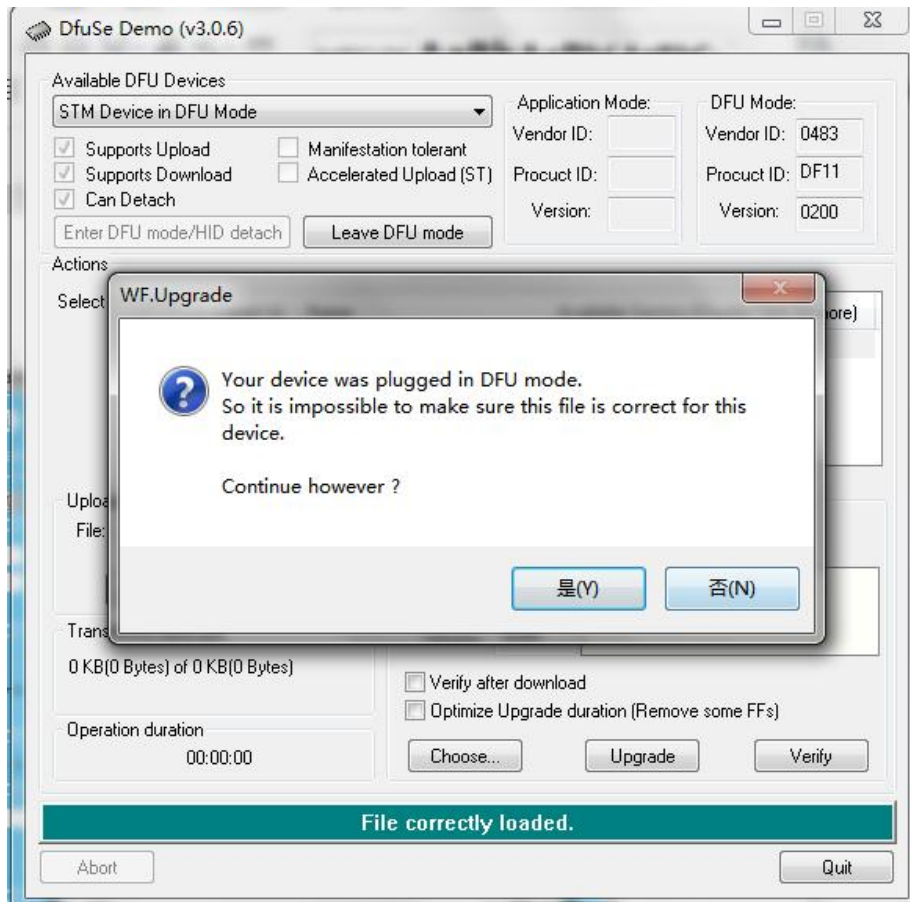 DfuSe Demo (v3.0.6)
Available DFU Devices
STM Device in DFU Mode
Supports Upload
Manifestation tolerant
Supports Download
Accelerated Upload (ST)
Can Detach
Enter DFU mode/HID detach
Leave DFU mode
Application Mode:
Vendor ID:
Procuct ID:
Version:
DFU Mode:
Vendor ID: 0483
Procuct ID: DF11
Version: 0200
Actions
Select
WF.Upgrade
Your device was plugged in DFU mode.
So it is impossible to make sure this file is correct for this
device.
Continue however ?
是(Y)
否(N)
File:
0 KB(0 Bytes) of 0 KB(0 Bytes)
Operation duration
00:00:00
Verify after download
Optimize Upgrade duration (Remove some FFs)
Choose...
Upgrade
Verify
File correctly loaded.
Abort
Quit